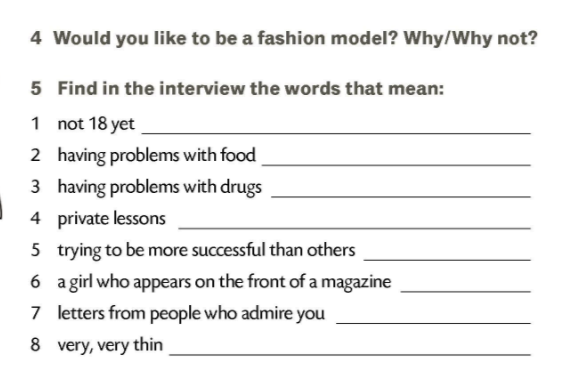 4 Would you like to be a fashion model? Why/Why not?
5 Find in the interview the words that mean:
1 not 18 yet
2 having problems with food
3 having problems with drugs
4 private lessons
5 trying to be more successful than others
6 a girl who appears on the front of a magazine
7 letters from people who admire you
8 very, very thin